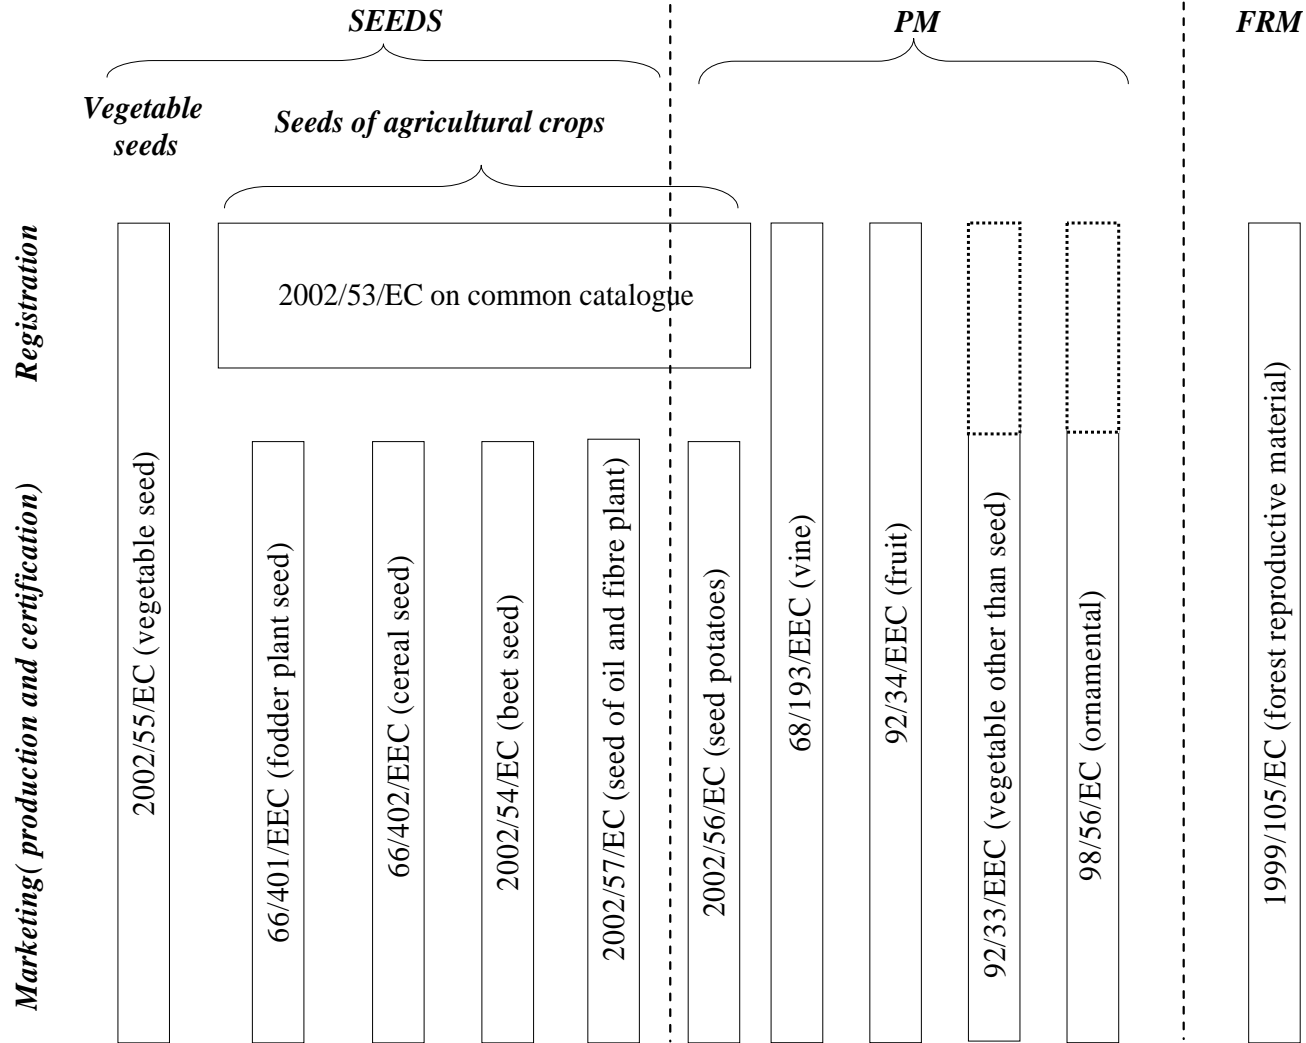 SEEDS
PM
FRM
Vegetable
seeds
Seeds of agricultural crops
Registration
2002/53/EC on common catalogue
Marketing( production and certification)
2002/55/EC (vegetable seed)
66/401/EEC (fodder plant seed)
66/402/EEC (cereal seed)
2002/54/EC (beet seed)
2002/57/EC (seed of oil and fibre plant)
2002/56/EC (seed potatoes)
68/193/EEC (vine)
92/34/EEC (fruit)
92/33/EEC (vegetable other than seed)
98/56/EC (ornamental)
1999/105/EC (forest reproductive material)